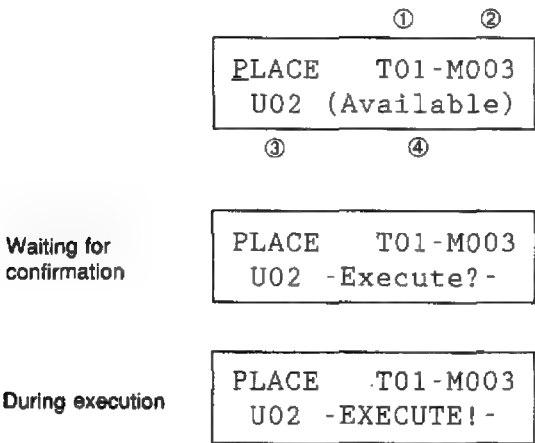 ① ②
PLACE T01-M003
U02 (Available)
③ ④
Waiting for
confirmation
PLACE T01-M003
U02 -Execute?-
During execution
PLACE T01-M003
U02 -EXECUTE!-